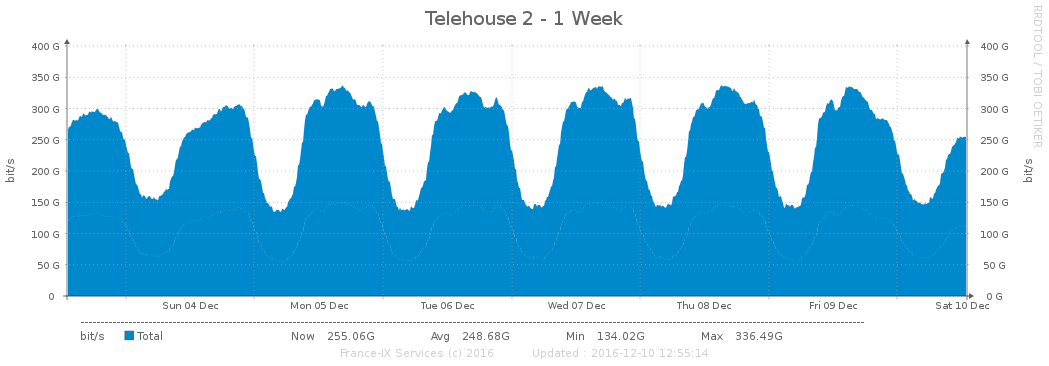 Telehouse 2 - 1 Week
RRDTOOL / TOBI OETIKER
400 G 400 G
350 G 350 G
300 G 300 G
250 G 250 G
200 G 200 G
150 G 150 G
100 G 100 G
50 G 50 G
0 0 G
bit/s bit/s
Sun 04 Dec Mon 05 Dec Tue 06 Dec Wed 07 Dec Thu 08 Dec Fri 09 Dec Sat 10 Dec
bit/s Total Now 255.06G Avg 248.68G Min 134.02G Max 336.49G
France-IX Services (c) 2016 Updated : 2016-12-10 12:55:14